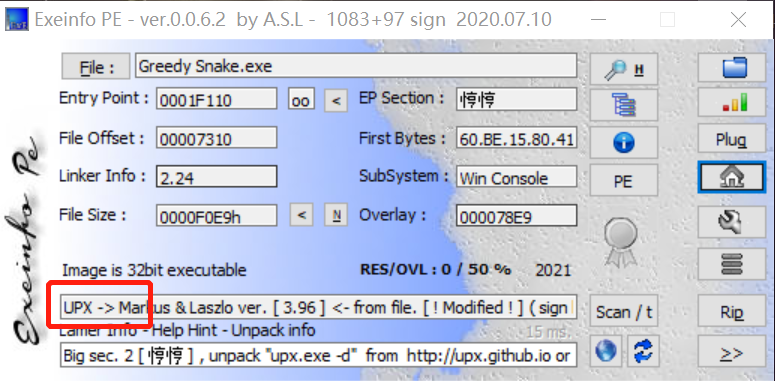 Exeinfo PE - ver.0.0.6.2 by A.S.L - 1083+97 sign 2020.07.10
Exeinfo Pe
File : Greedy Snake.exe H
Entry Point : 0001F110 oo < EP Section : 惇惇
File Offset : 00007310 First Bytes : 60.BE.15.80.41 Plug
Linker Info : 2.24 SubSystem : Win Console PE
File Size : 0000F0E9h < N Overlay : 000078E9
Image is 32bit executable RES/OVL : 0 / 50 % 2021
UPX -> Markus & Laszlo ver. [ 3.96 ] <- from file. [ ! Modified ! ] ( sign Scan / t Rip
Lamer Info - Help Hint - Unpack info 15 ms.
Big sec. 2 [ 惇惇 ] , unpack "upx.exe -d" from http://upx.github.io or >>